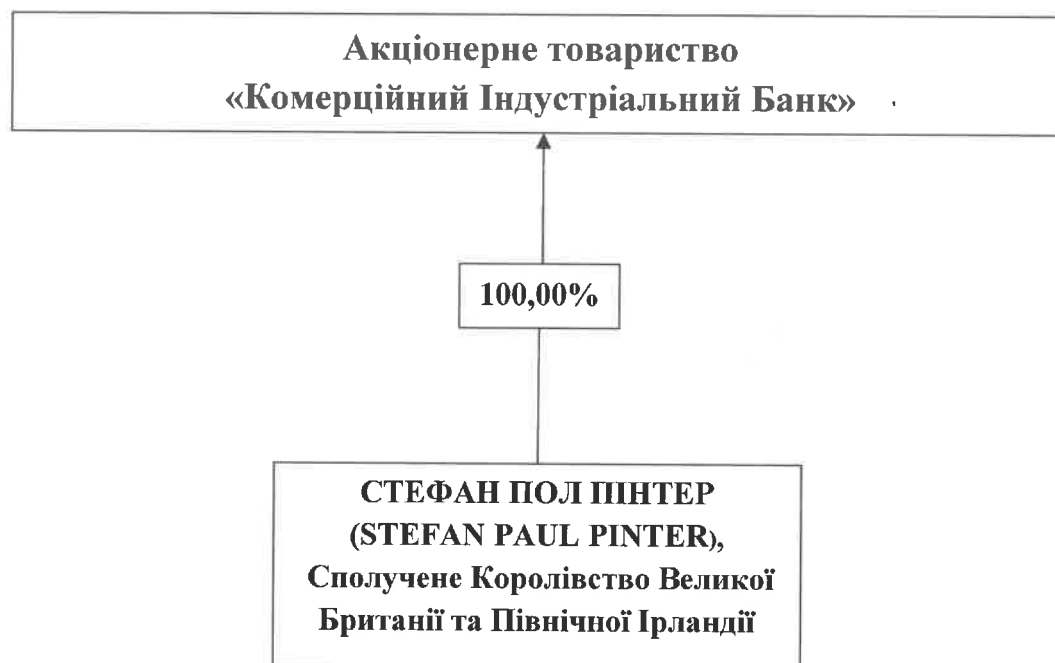 Акціонерне товариство
«Комерційний Індустріальний Банк»
100,00%
СТЕФАН ПОЛ ПІНТЕР
(STEFAN PAUL PINTER),
Сполучене Королівство Великої
Британії та Північної Ірландії